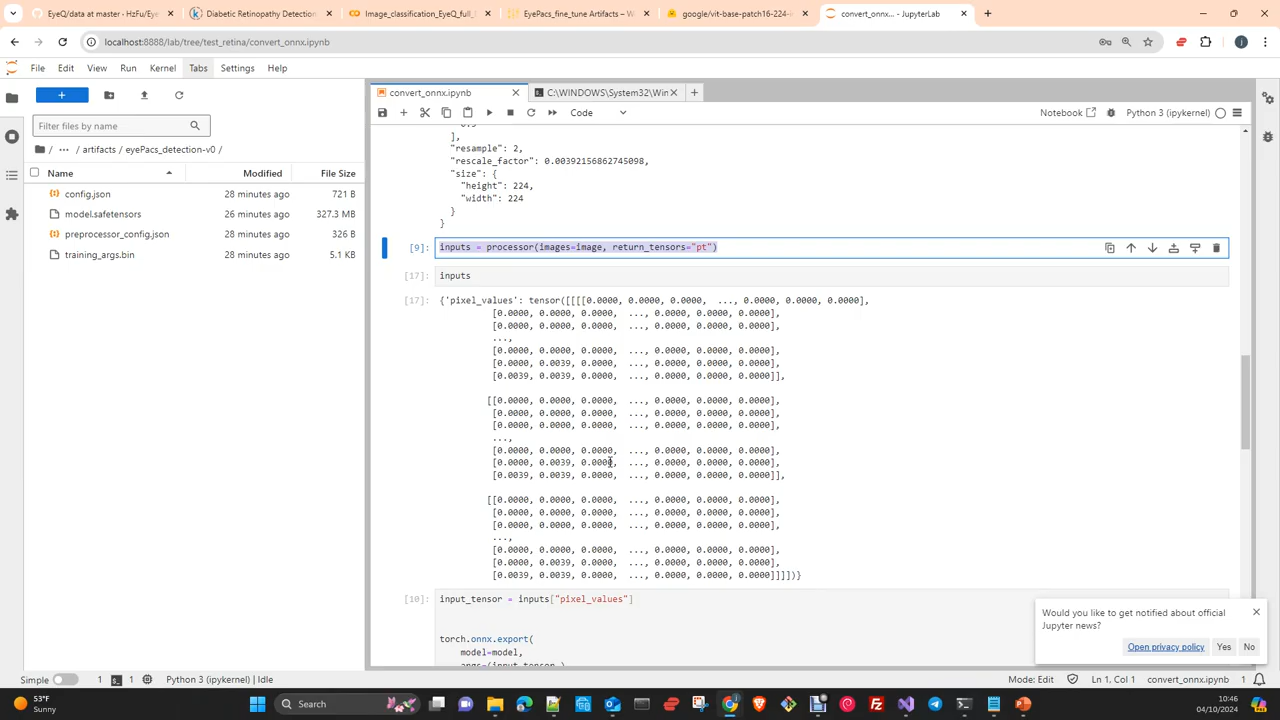 EyeQ/data at master · HzFu/Eye
Diabetic Retinopathy Detection
Image_classification_EyeQ_full_
EyePacs_fine_tune Artifacts – W
google/vit-base-patch16-224-i
convert_onnx... - JupyterLab
localhost:8888/lab/tree/test_retina/convert_onnx.ipynb
File Edit View Run Kernel Tabs Settings Help
convert_onnx.ipynb
C:\WINDOWS\System32\Win
Code
Notebook
Python 3 (ipykernel)
Filter files by name
/ ... / artifacts / eyePacs_detection-v0 /
Name Modified File Size
config.json 28 minutes ago 721 B
model.safetensors 26 minutes ago 327.3 MB
preprocessor_config.json 28 minutes ago 326 B
training_args.bin 28 minutes ago 5.1 KB
],
"resample": 2,
"rescale_factor": 0.00392156862745098,
"size": {
"height": 224,
"width": 224
}
}
[9]: inputs = processor(images=image, return_tensors="pt")
[17]: inputs
[17]: {'pixel_values': tensor([[[[0.0000, 0.0000, 0.0000, ..., 0.0000, 0.0000, 0.0000],
[0.0000, 0.0000, 0.0000, ..., 0.0000, 0.0000, 0.0000],
[0.0000, 0.0000, 0.0000, ..., 0.0000, 0.0000, 0.0000],
...,
[0.0000, 0.0000, 0.0000, ..., 0.0000, 0.0000, 0.0000],
[0.0000, 0.0039, 0.0000, ..., 0.0000, 0.0000, 0.0000],
[0.0039, 0.0039, 0.0000, ..., 0.0000, 0.0000, 0.0000]],
[[0.0000, 0.0000, 0.0000, ..., 0.0000, 0.0000, 0.0000],
[0.0000, 0.0000, 0.0000, ..., 0.0000, 0.0000, 0.0000],
[0.0000, 0.0000, 0.0000, ..., 0.0000, 0.0000, 0.0000],
...,
[0.0000, 0.0000, 0.0000, ..., 0.0000, 0.0000, 0.0000],
[0.0000, 0.0039, 0.0000, ..., 0.0000, 0.0000, 0.0000],
[0.0039, 0.0039, 0.0000, ..., 0.0000, 0.0000, 0.0000]],
[[0.0000, 0.0000, 0.0000, ..., 0.0000, 0.0000, 0.0000],
[0.0000, 0.0000, 0.0000, ..., 0.0000, 0.0000, 0.0000],
[0.0000, 0.0000, 0.0000, ..., 0.0000, 0.0000, 0.0000],
...,
[0.0000, 0.0000, 0.0000, ..., 0.0000, 0.0000, 0.0000],
[0.0000, 0.0039, 0.0000, ..., 0.0000, 0.0000, 0.0000],
[0.0039, 0.0039, 0.0000, ..., 0.0000, 0.0000, 0.0000]]]])}
[10]: input_tensor = inputs["pixel_values"]
torch.onnx.export(
model=model,
Would you like to get notified about official
Jupyter news?
Open privacy policy Yes No
Simple 1 1 Python 3 (ipykernel) | Idle
Mode: Edit Ln 1, Col 1 convert_onnx.ipynb 1
53°F
Sunny
Search
10:46
04/10/2024